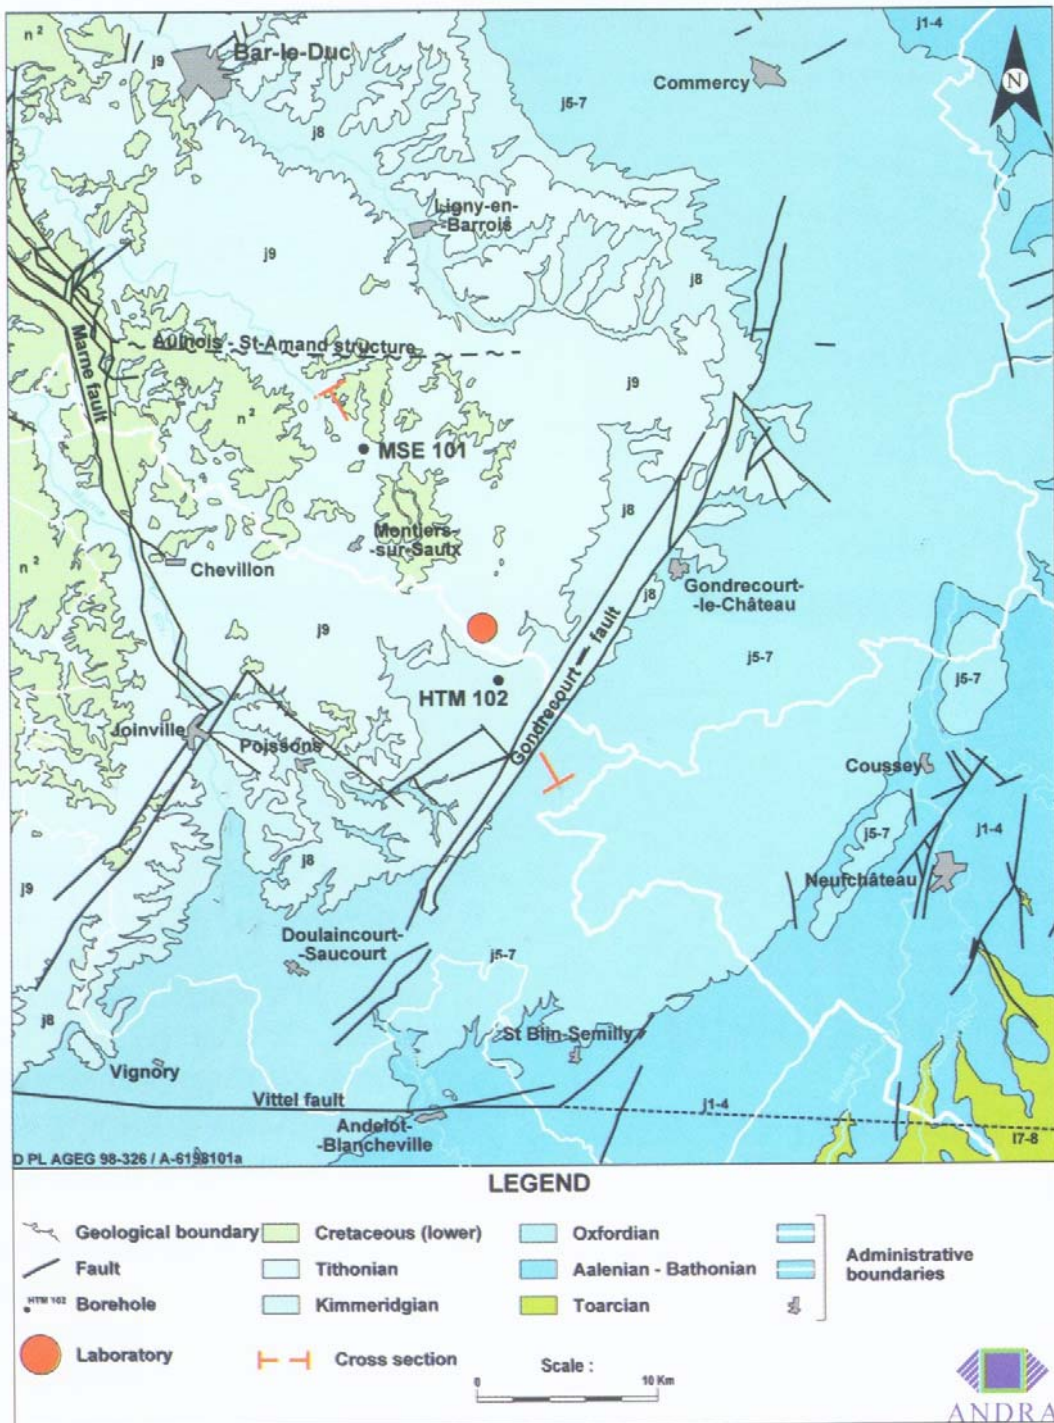 n²
j9
Bar-le-Duc
j1-4
Commercy
N
j5-7
j8
Ligny-en-
-Barrois
j9
j8
Marne fault
Aulnois - St-Amand structure
j9
n²
MSE 101
j8
Montiers-
-sur-Saulx
n²
Chevillon
Gondrecourt-
-le-Château
j8
j9
Gondrecourt fault
j5-7
j5-7
HTM 102
Joinville
Poissons
Coussey
j5-7
j1-4
j8
j9
Neufchâteau
Doulaincourt-
-Saucourt
j5-7
j8
St Blin-Semilly
Vignory
Vittel fault
j1-4
Andelot-
-Blancheville
l7-8
D PL AGEG 98-326 / A-6198101a
LEGEND
Geological boundary
Cretaceous (lower)
Oxfordian
Fault
Tithonian
Aalenian - Bathonian
Administrative
boundaries
HTM 102
Borehole
Kimmeridgian
Toarcian
Laboratory
Cross section
Scale :
0
10 Km
ANDRA